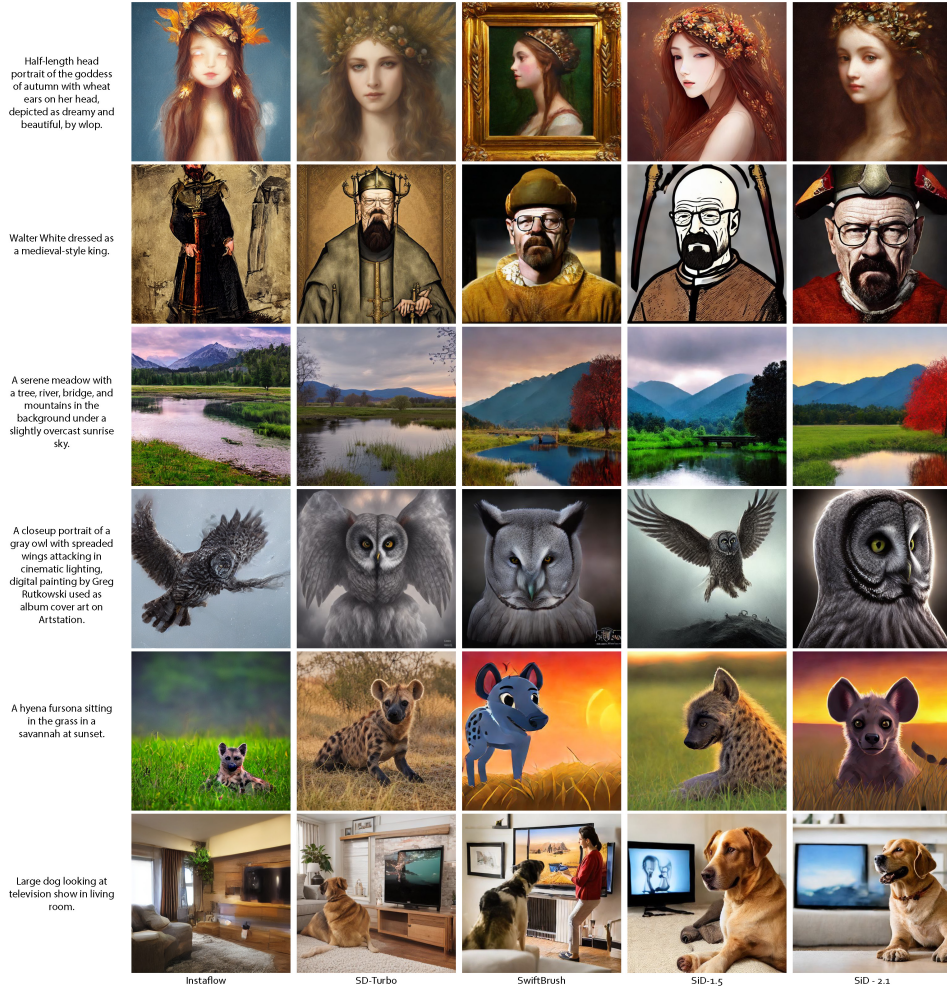 Half-length head
portrait of the goddess
of autumn with wheat
ears on her head,
depicted as dreamy and
beautiful, by wlop.
Walter White dressed as
a medieval-style king.
A serene meadow with
a tree, river, bridge, and
mountains in the
background under a
slightly overcast sunrise
sky.
A closeup portrait of a
gray owl with spreaded
wings attacking in
cinematic lighting,
digital painting by Greg
Rutkowski used as
album cover art on
Artstation.
A hyena fursona sitting
in the grass in a
savannah at sunset.
Large dog looking at
television show in living
room.
Instaflow
SD-Turbo
SwiftBrush
SiD-1.5
SiD - 2.1